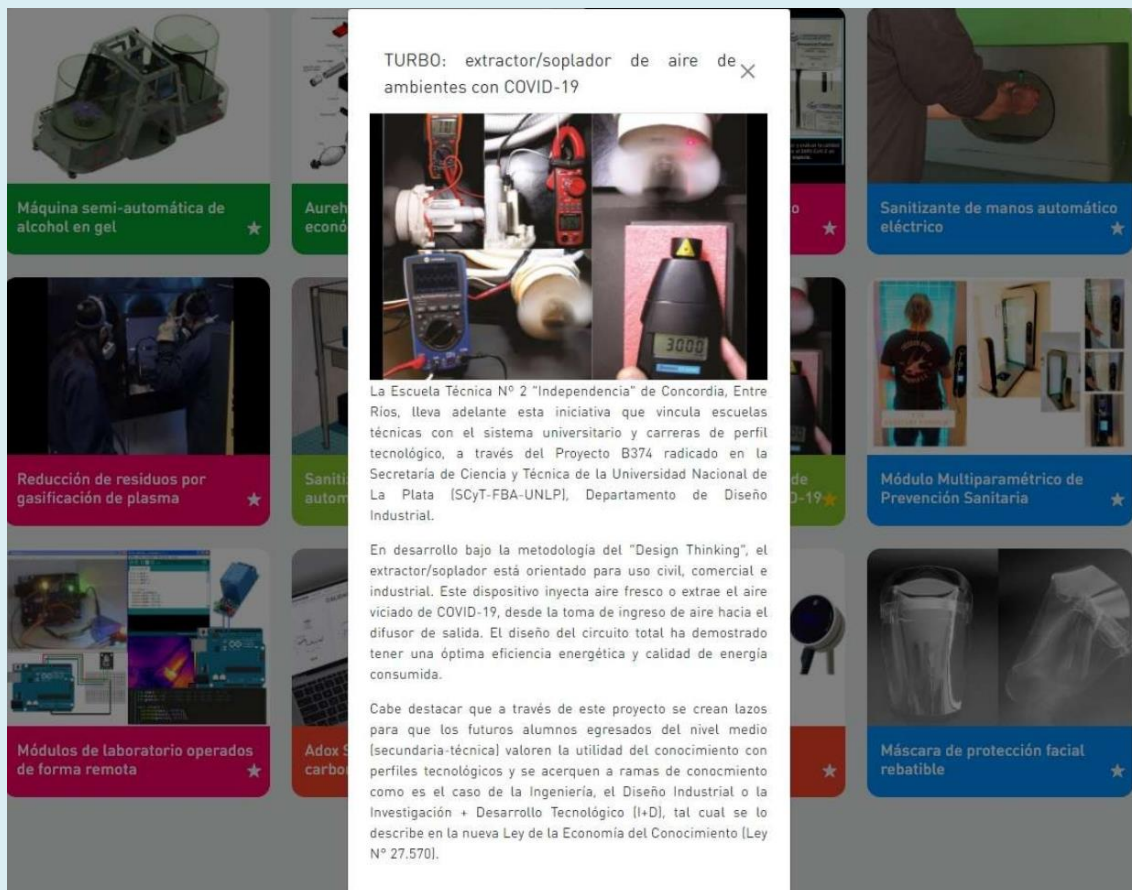 TURBO: extractor/soplador de aire de
ambientes con COVID-19
3000
La Escuela Técnica Nº 2 "Independencia" de Concordia, Entre
Ríos, lleva adelante esta iniciativa que vincula escuelas
técnicas con el sistema universitario y carreras de perfil
tecnológico, a través del Proyecto B374 radicado en la
Secretaría de Ciencia y Técnica de la Universidad Nacional de
La Plata (SCyT-FBA-UNLP), Departamento de Diseño
Industrial.
En desarrollo bajo la metodología del "Design Thinking", el
extractor/soplador está orientado para uso civil, comercial e
industrial. Este dispositivo inyecta aire fresco o extrae el aire
viciado de COVID-19, desde la toma de ingreso de aire hacia el
difusor de salida. El diseño del circuito total ha demostrado
tener una óptima eficiencia energética y calidad de energía
consumida.
Cabe destacar que a través de este proyecto se crean lazos
para que los futuros alumnos egresados del nivel medio
(secundaria-técnica) valoren la utilidad del conocimiento con
perfiles tecnológicos y se acerquen a ramas de conocmiento
como es el caso de la Ingeniería, el Diseño Industrial o la
Investigación + Desarrollo Tecnológico (I+D), tal cual se lo
describe en la nueva Ley de la Economía del Conocimiento (Ley
N° 27.570).
Máquina semi-automática de
alcohol en gel
Sanitizante de manos automático
eléctrico
Reducción de residuos por
gasificación de plasma
de
Módulo Multiparamétrico de
Prevención Sanitaria
Módulos de laboratorio operados
de forma remota
Adox
Máscara de protección facial
rebatible